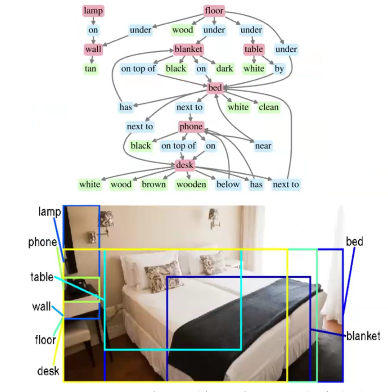 lamp floor
on under wood under under
wall blanket table under
tan on top of black on dark white by
bed
has next to white clean
next to phone
black on top of on near
desk
white wood brown wooden below has next to
lamp
phone
table
wall
floor
desk
bed
blanket